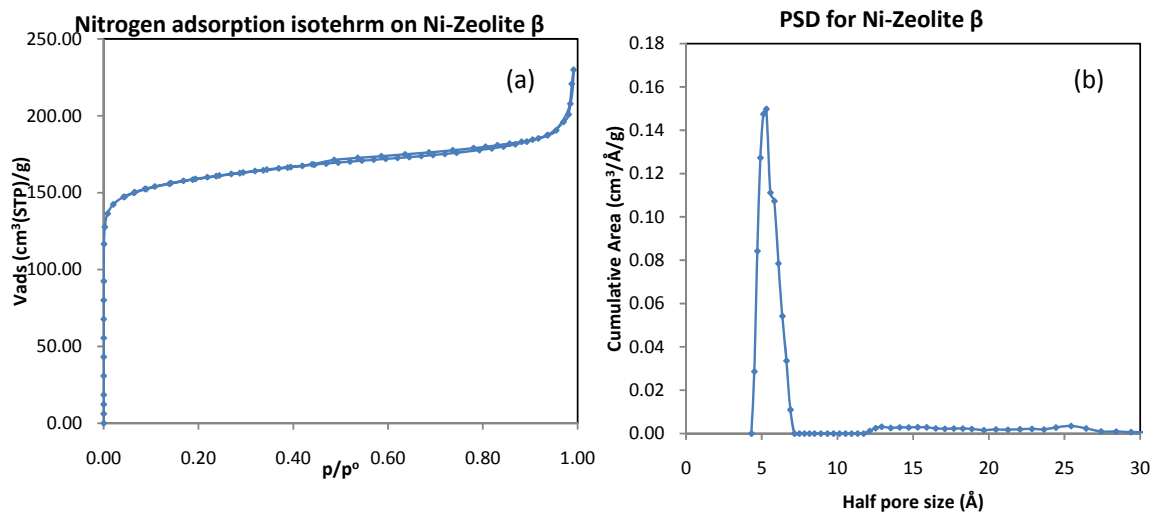 Nitrogen adsorption isotehrm on Ni-Zeolite β
250.00
200.00
150.00
100.00
50.00
0.00
Vads (cm³(STP)/g)
(a)
0.00 0.20 0.40 0.60 0.80 1.00
p/p°
PSD for Ni-Zeolite β
0.18
0.16
0.14
0.12
0.10
0.08
0.06
0.04
0.02
0.00
Cumulative Area (cm³/Å/g)
(b)
0 5 10 15 20 25 30
Half pore size (Å)